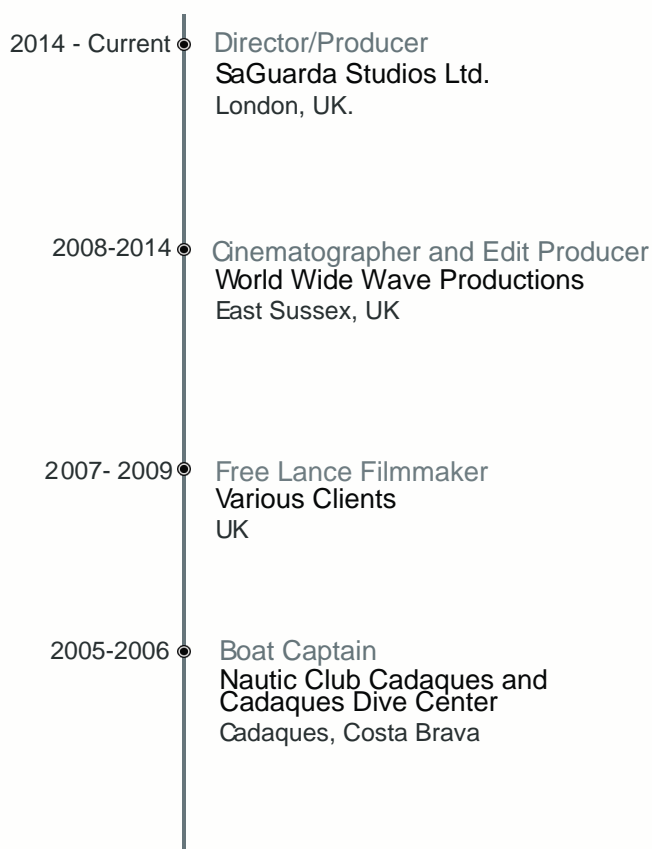 2014 - Current
Director/Producer
SaGuarda Studios Ltd.
London, UK.
2008-2014
Cinematographer and Edit Producer
World Wide Wave Productions
East Sussex, UK
2007- 2009
Free Lance Filmmaker
Various Clients
UK
2005-2006
Boat Captain
Nautic Club Cadaques and
Cadaques Dive Center
Cadaques, Costa Brava